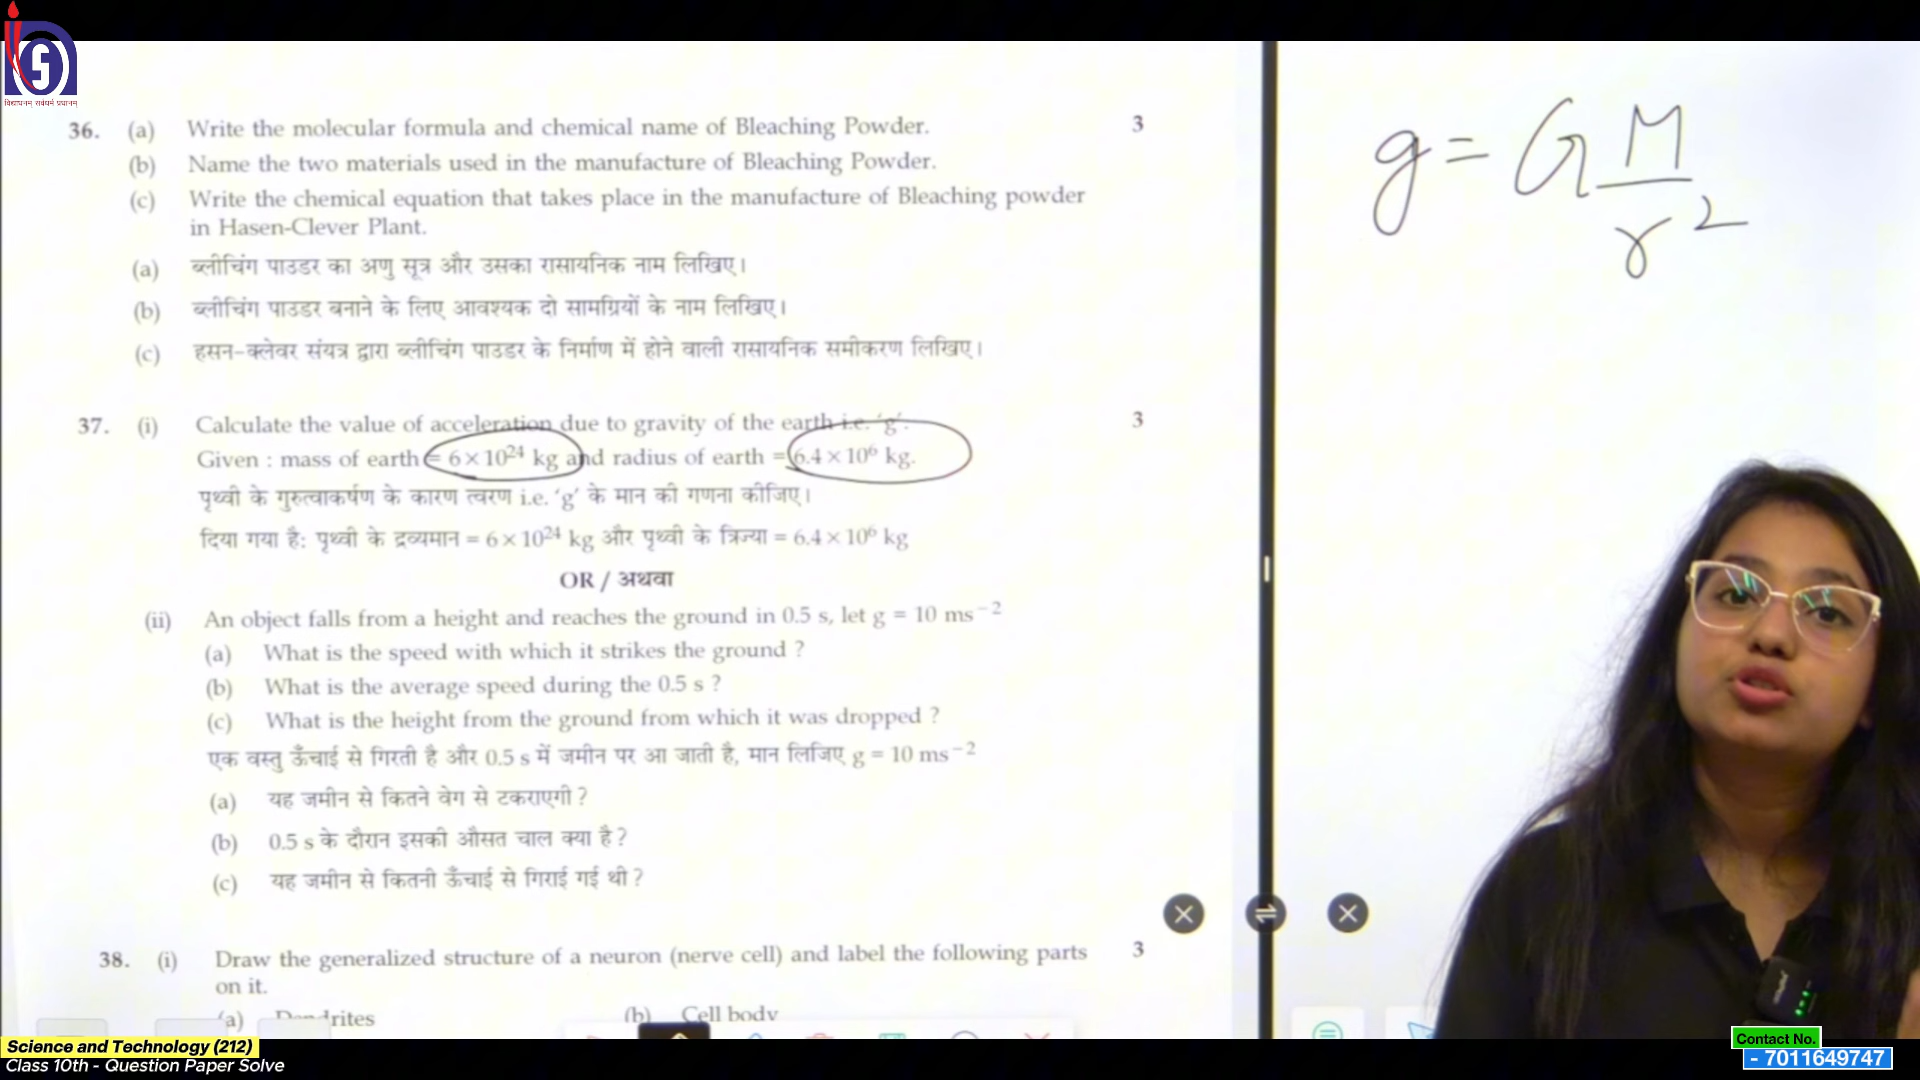 विद्याधनम् सर्वधर्म प्रधानम्
36. (a) Write the molecular formula and chemical name of Bleaching Powder. 3
(b) Name the two materials used in the manufacture of Bleaching Powder.
(c) Write the chemical equation that takes place in the manufacture of Bleaching powder
in Hasen-Clever Plant.
(a) ब्लीचिंग पाउडर का अणु सूत्र और उसका रासायनिक नाम लिखिए।
(b) ब्लीचिंग पाउडर बनाने के लिए आवश्यक दो सामग्रियों के नाम लिखिए।
(c) हसन-क्लेवर संयत्र द्वारा ब्लीचिंग पाउडर के निर्माण में होने वाली रासायनिक समीकरण लिखिए।
37. (i) Calculate the value of acceleration due to gravity of the earth i.e. 'g'. 3
Given : mass of earth = 6×10²⁴ kg and radius of earth = 6.4×10⁶ kg.
पृथ्वी के गुरुत्वाकर्षण के कारण त्वरण i.e. 'g' के मान की गणना कीजिए।
दिया गया है: पृथ्वी के द्रव्यमान = 6×10²⁴ kg और पृथ्वी के त्रिज्या = 6.4×10⁶ kg
OR / अथवा
(ii) An object falls from a height and reaches the ground in 0.5 s, let g = 10 ms⁻²
(a) What is the speed with which it strikes the ground ?
(b) What is the average speed during the 0.5 s ?
(c) What is the height from the ground from which it was dropped ?
एक वस्तु ऊँचाई से गिरती है और 0.5 s में जमीन पर आ जाती है, मान लिजिए g = 10 ms⁻²
(a) यह जमीन से कितने वेग से टकराएगी ?
(b) 0.5 s के दौरान इसकी औसत चाल क्या है ?
(c) यह जमीन से कितनी ऊँचाई से गिराई गई थी ?
38. (i) Draw the generalized structure of a neuron (nerve cell) and label the following parts 3
on it.
(a) Dendrites (b) Cell body
g = G M / r²
Science and Technology (212)
Class 10th - Question Paper Solve
Contact No.
- 7011649747